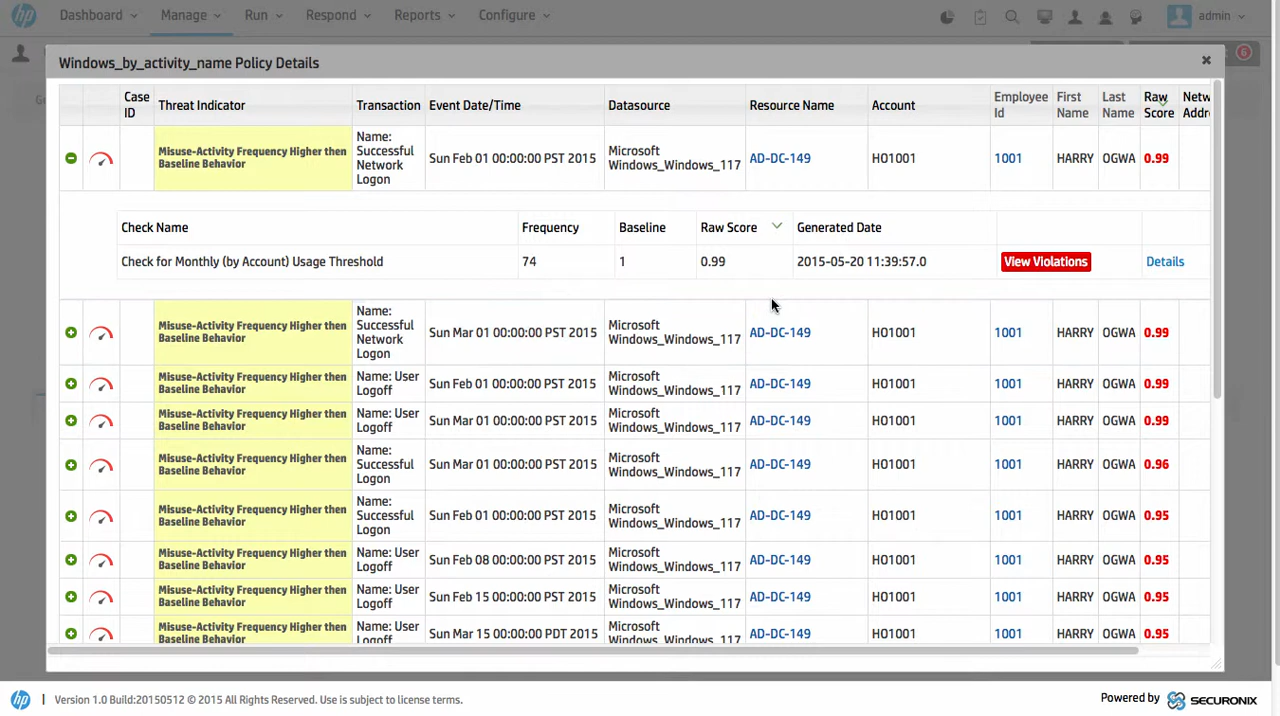 hp Dashboard Manage Run Respond Reports Configure admin
6
Windows_by_activity_name Policy Details
Case ID Threat Indicator Transaction Event Date/Time Datasource Resource Name Account Employee Id First Name Last Name Raw Score Netw Addr
Misuse-Activity Frequency Higher then Baseline Behavior Name: Successful Network Logon Sun Feb 01 00:00:00 PST 2015 Microsoft Windows_Windows_117 AD-DC-149 HO1001 1001 HARRY OGWA 0.99
Check Name Frequency Baseline Raw Score Generated Date
Check for Monthly (by Account) Usage Threshold 74 1 0.99 2015-05-20 11:39:57.0 View Violations Details
Misuse-Activity Frequency Higher then Baseline Behavior Name: Successful Network Logon Sun Mar 01 00:00:00 PST 2015 Microsoft Windows_Windows_117 AD-DC-149 HO1001 1001 HARRY OGWA 0.99
Misuse-Activity Frequency Higher then Baseline Behavior Name: User Logoff Sun Feb 01 00:00:00 PST 2015 Microsoft Windows_Windows_117 AD-DC-149 HO1001 1001 HARRY OGWA 0.99
Misuse-Activity Frequency Higher then Baseline Behavior Name: User Logoff Sun Mar 01 00:00:00 PST 2015 Microsoft Windows_Windows_117 AD-DC-149 HO1001 1001 HARRY OGWA 0.99
Misuse-Activity Frequency Higher then Baseline Behavior Name: Successful Logon Sun Mar 01 00:00:00 PST 2015 Microsoft Windows_Windows_117 AD-DC-149 HO1001 1001 HARRY OGWA 0.96
Misuse-Activity Frequency Higher then Baseline Behavior Name: Successful Logon Sun Feb 01 00:00:00 PST 2015 Microsoft Windows_Windows_117 AD-DC-149 HO1001 1001 HARRY OGWA 0.95
Misuse-Activity Frequency Higher then Baseline Behavior Name: User Logoff Sun Feb 08 00:00:00 PST 2015 Microsoft Windows_Windows_117 AD-DC-149 HO1001 1001 HARRY OGWA 0.95
Misuse-Activity Frequency Higher then Baseline Behavior Name: User Logoff Sun Feb 15 00:00:00 PST 2015 Microsoft Windows_Windows_117 AD-DC-149 HO1001 1001 HARRY OGWA 0.95
Misuse-Activity Frequency Higher then Baseline Behavior Name: User Logoff Sun Mar 15 00:00:00 PDT 2015 Microsoft Windows_Windows_117 AD-DC-149 HO1001 1001 HARRY OGWA 0.95
hp | Version 1.0 Build:20150512 © 2015 All Rights Reserved. Use is subject to license terms. Powered by SECURONIX